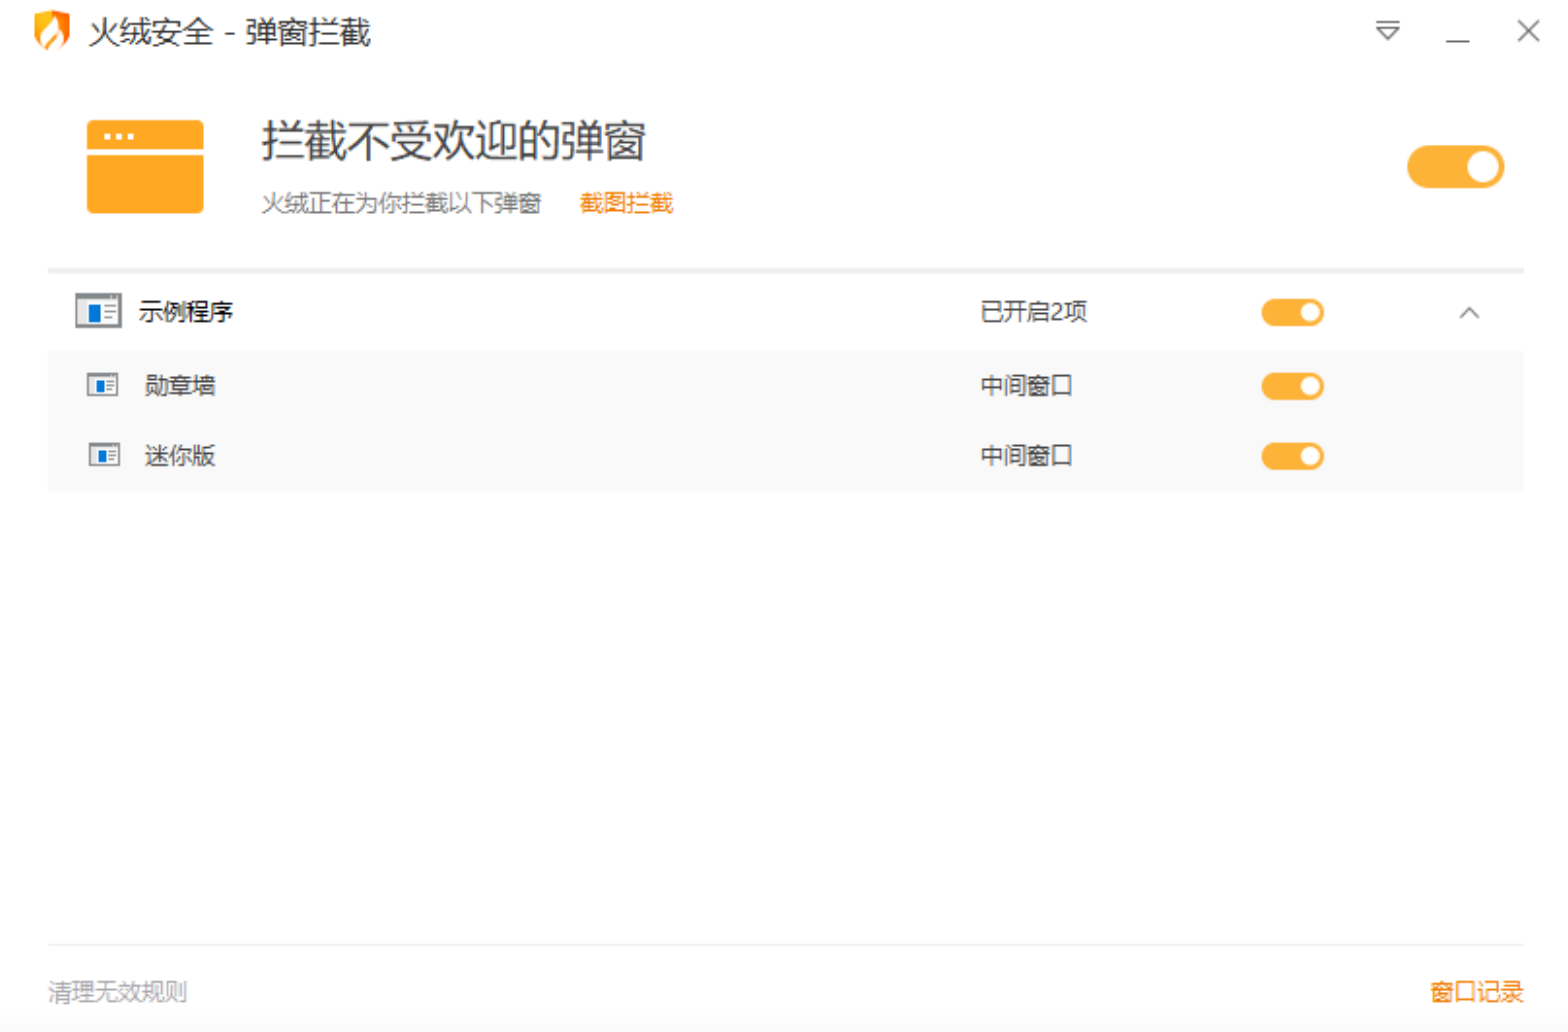 火绒安全 - 弹窗拦截
拦截不受欢迎的弹窗
火绒正在为你拦截以下弹窗 截图拦截
示例程序 已开启2项
勋章墙 中间窗口
迷你版 中间窗口
清理无效规则 窗口记录